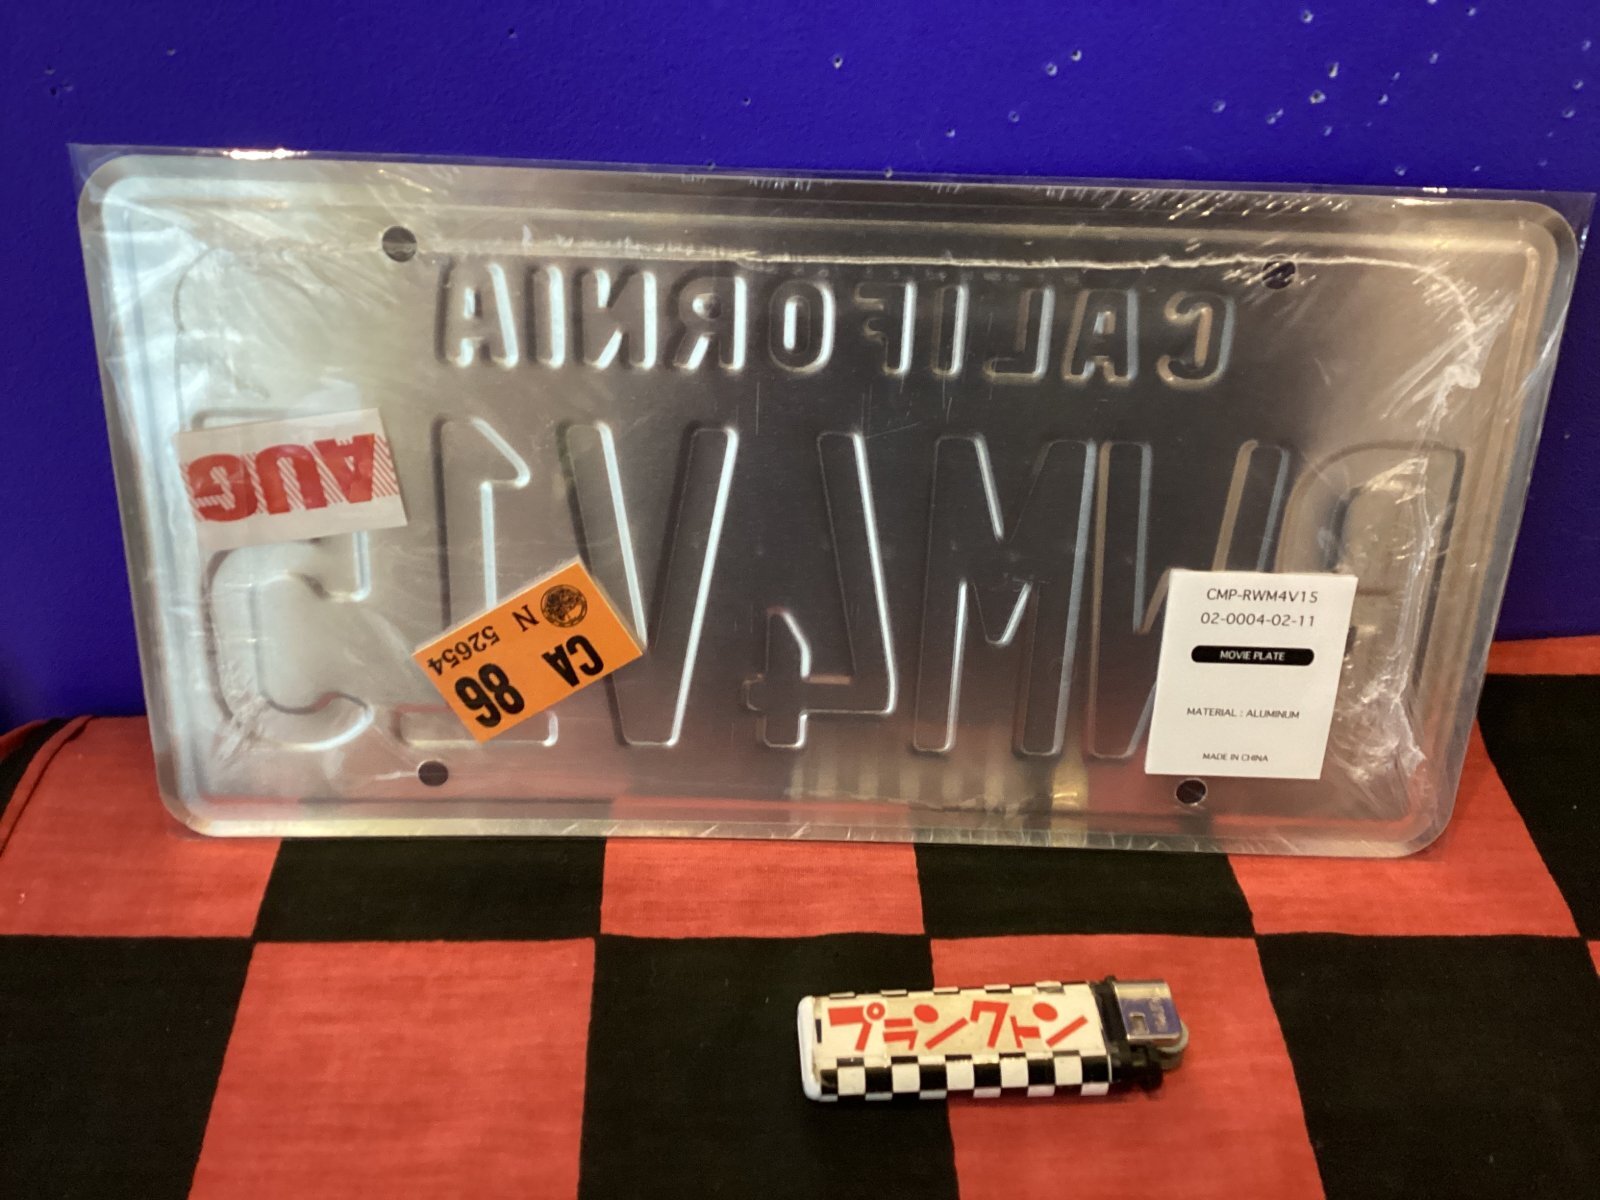 CALIFORNIA
RWM4V15
AUG
CA 86
N 52654
CMP-RWM4V15
02-0004-02-11
MOVIE PLATE
MATERIAL : ALUMINUM
MADE IN CHINA
プランクトン